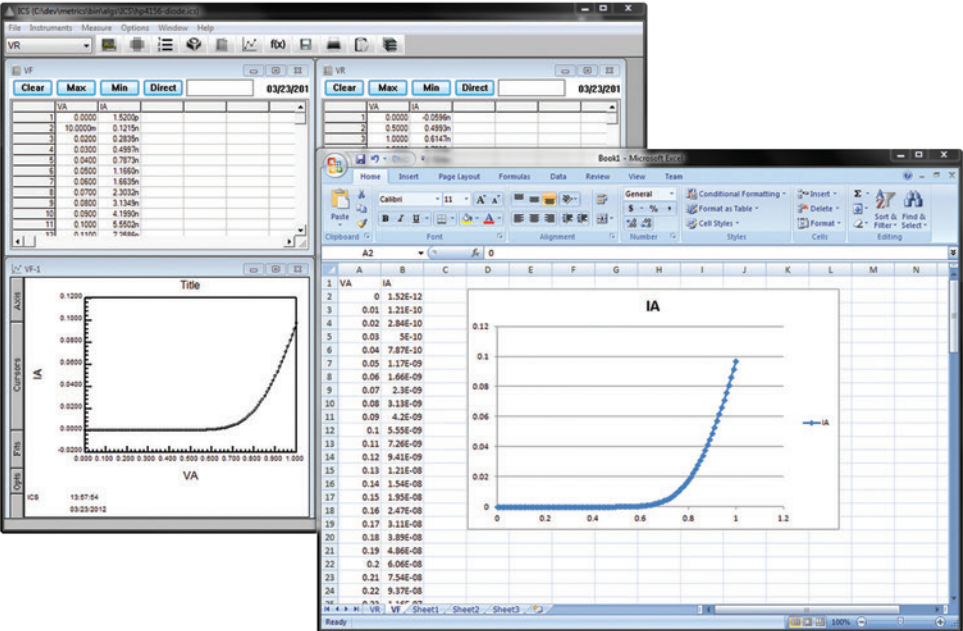 ICS (C:\dev\metrics\bin\algs\ICS\hp4156-diode.ics)
File Instruments Measure Options Window Help
VR f(x)
VF
Clear Max Min Direct 03/23/201
VA IA
1 0.0000 1.5200p
2 10.0000m 0.1215n
3 0.0200 0.2835n
4 0.0300 0.4997n
5 0.0400 0.7873n
6 0.0500 1.1660n
7 0.0600 1.6635n
8 0.0700 2.3032n
9 0.0800 3.1349n
10 0.0900 4.1990n
11 0.1000 5.5502n
12 0.1100 7.2586n
VR
Clear Max Min Direct 03/23/201
VA IA
1 0.0000 -0.0596n
2 0.5000 0.4993n
3 1.0000 0.6147n
VF-1
Axis
Cursors
Fits
Opts
Title
0.1200
0.1000
0.0800
0.0600
0.0400
0.0200
0.0000
-0.0200
IA
0.000 0.100 0.200 0.300 0.400 0.500 0.600 0.700 0.800 0.900 1.000
VA
ICS 13:57:54
03/23/2012
Book1 - Microsoft Excel
Home Insert Page Layout Formulas Data Review View Team
Paste
Clipboard
Calibri 11 A A
B I U A
Font
Alignment
General
$ % ,
Number
Conditional Formatting
Format as Table
Cell Styles
Styles
Insert
Delete
Format
Cells
Σ
Sort & Filter
Find & Select
Editing
A2 fx 0
A B C D E F G H I J K L M N
1 VA IA
2 0 1.52E-12
3 0.01 1.21E-10
4 0.02 2.84E-10
5 0.03 5E-10
6 0.04 7.87E-10
7 0.05 1.17E-09
8 0.06 1.66E-09
9 0.07 2.3E-09
10 0.08 3.13E-09
11 0.09 4.2E-09
12 0.1 5.55E-09
13 0.11 7.26E-09
14 0.12 9.41E-09
15 0.13 1.21E-08
16 0.14 1.54E-08
17 0.15 1.95E-08
18 0.16 2.47E-08
19 0.17 3.11E-08
20 0.18 3.89E-08
21 0.19 4.86E-08
22 0.2 6.06E-08
23 0.21 7.54E-08
24 0.22 9.37E-08
IA
0.12
0.1
0.08
0.06
0.04
0.02
0
0 0.2 0.4 0.6 0.8 1 1.2
IA
VR VF Sheet1 Sheet2 Sheet3
Ready 100%